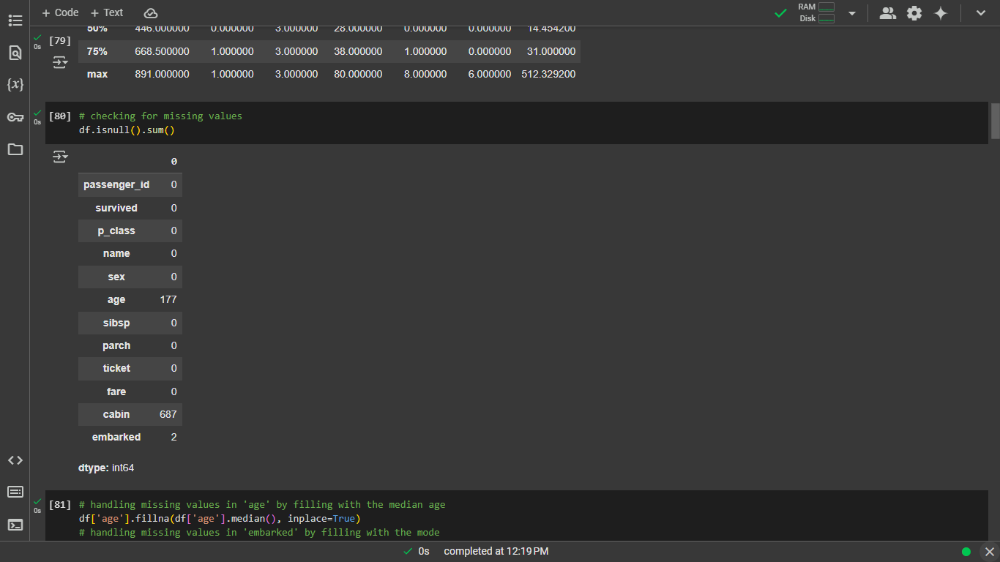 + Code + Text
RAM
Disk
50% 446.000000 0.000000 3.000000 28.000000 0.000000 0.000000 14.454200
0s [79]
75% 668.500000 1.000000 3.000000 38.000000 1.000000 0.000000 31.000000
max 891.000000 1.000000 3.000000 80.000000 8.000000 6.000000 512.329200
{x}
0s [80] # checking for missing values
df.isnull().sum()
0
passenger_id 0
survived 0
p_class 0
name 0
sex 0
age 177
sibsp 0
parch 0
ticket 0
fare 0
cabin 687
embarked 2
dtype: int64
0s [81] # handling missing values in 'age' by filling with the median age
df['age'].fillna(df['age'].median(), inplace=True)
# handling missing values in 'embarked' by filling with the mode
0s completed at 12:19 PM